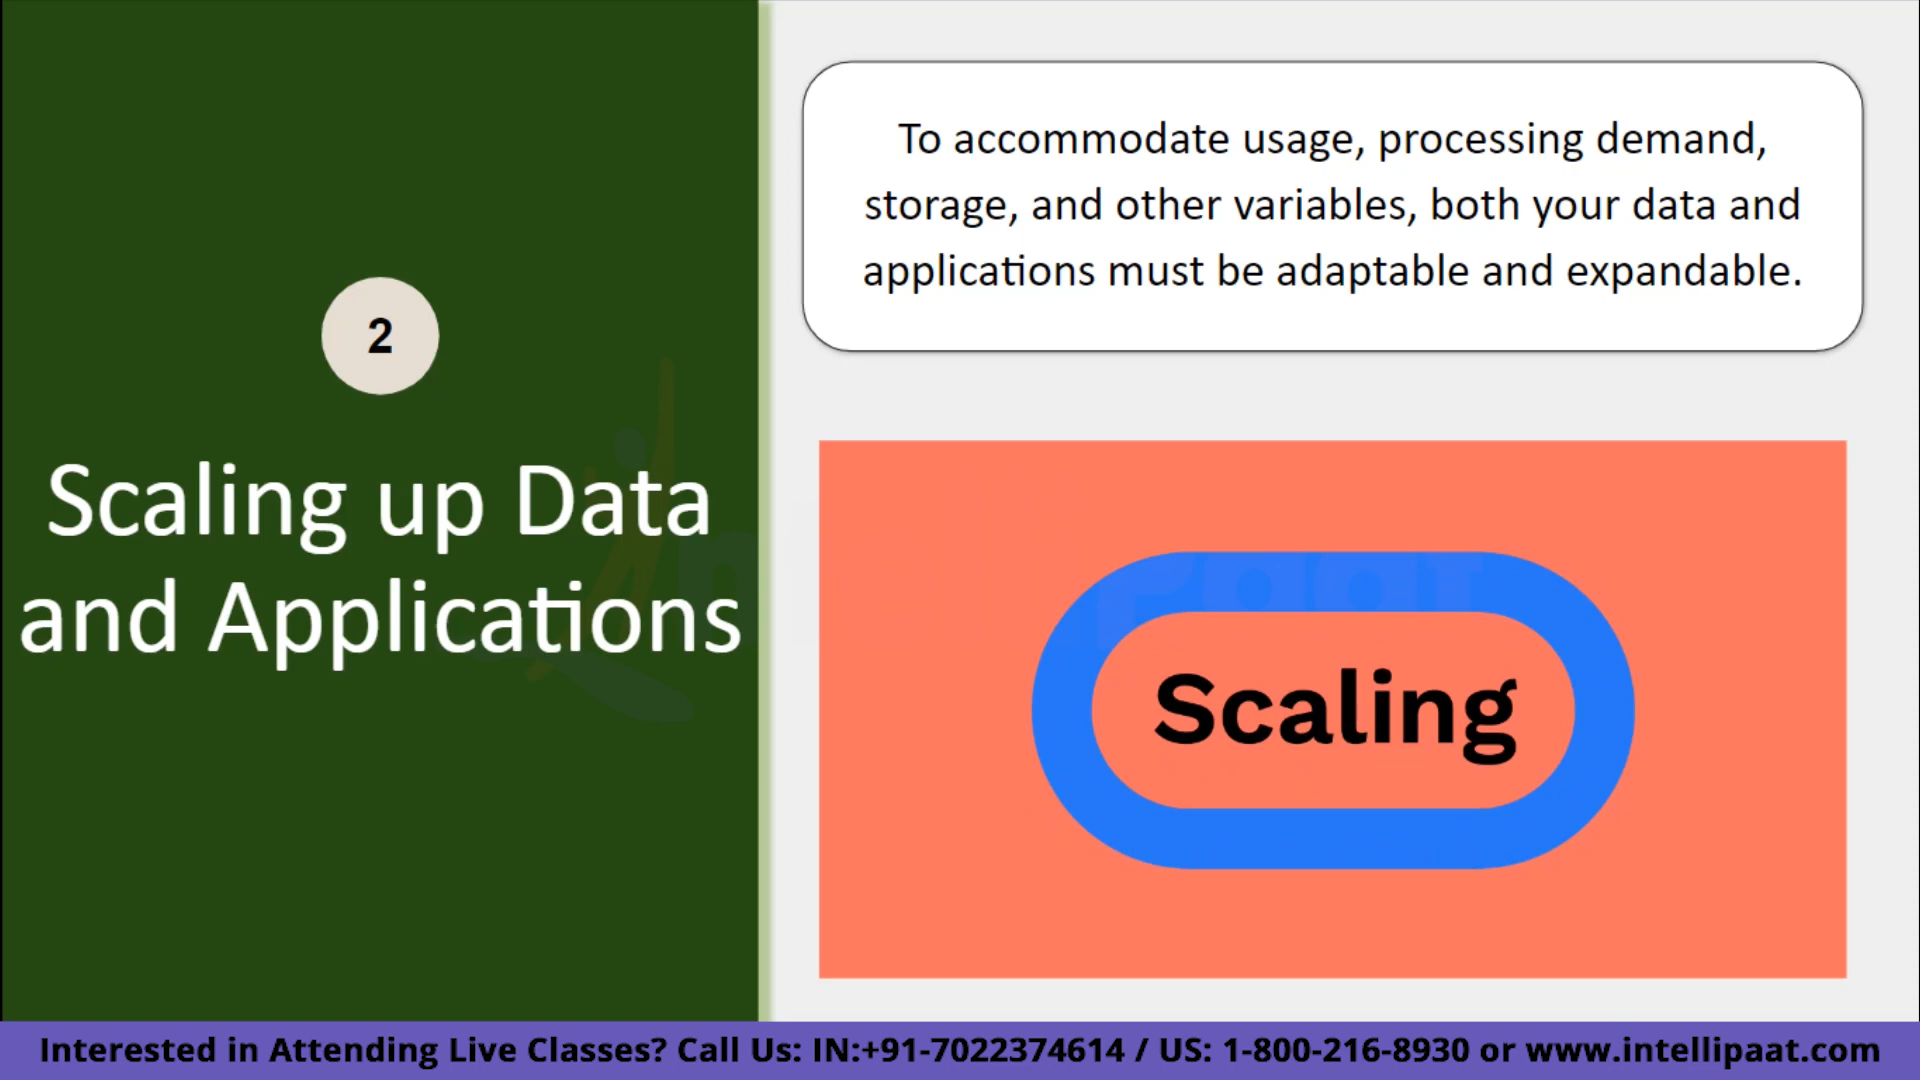 2
Scaling up Data
and Applications
To accommodate usage, processing demand,
storage, and other variables, both your data and
applications must be adaptable and expandable.
Scaling
Interested in Attending Live Classes? Call Us: IN:+91-7022374614 / US: 1-800-216-8930 or www.intellipaat.com